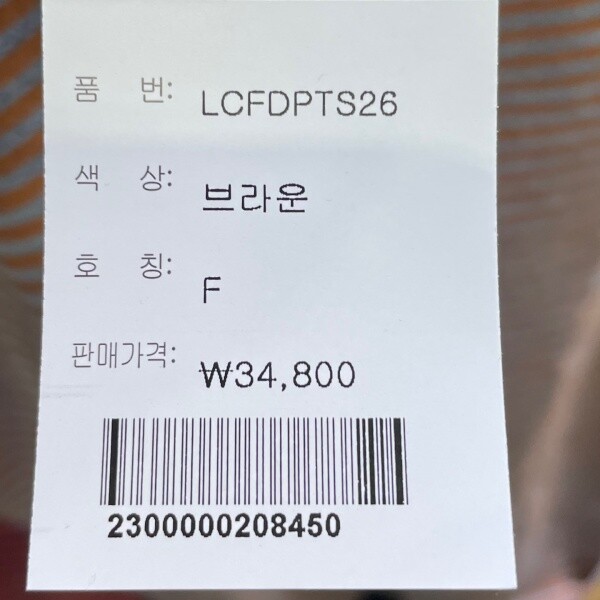 품 번: LCFDPTS26
색 상: 브라운
호 칭: F
판매가격: ₩34,800
2300000208450